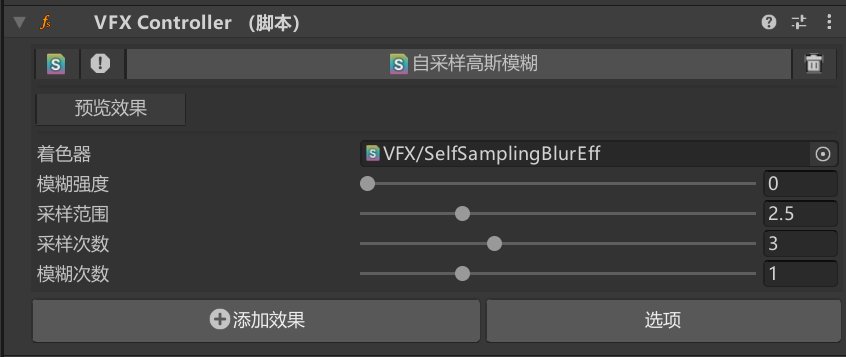 VFX Controller （脚本）
自采样高斯模糊
预览效果
着色器 VFX/SelfSamplingBlurEff
模糊强度 0
采样范围 2.5
采样次数 3
模糊次数 1
添加效果 选项